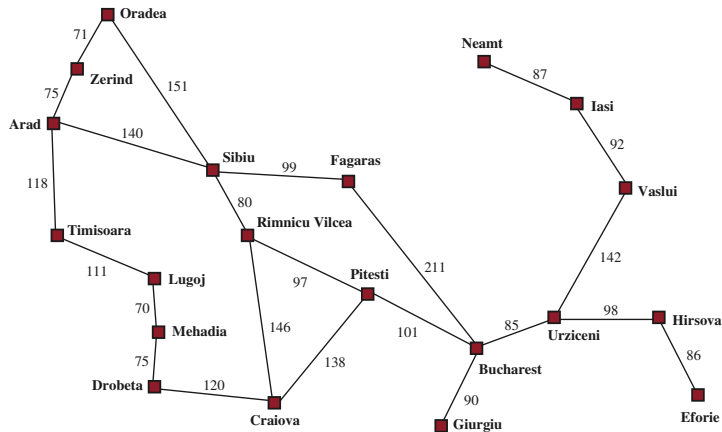 Oradea
71
Neamt
Zerind
87
151
75
Iasi
Arad
140
92
Sibiu
Fagaras
99
118
80
Vaslui
Timisoara
Rimnicu Vilcea
142
111
211
Lugoj
97
Pitesti
70
98
Hirsova
146
85
Mehadia
101
Urziceni
138
86
75
Bucharest
Drobeta
120
90
Craiova
Giurgiu
Eforie